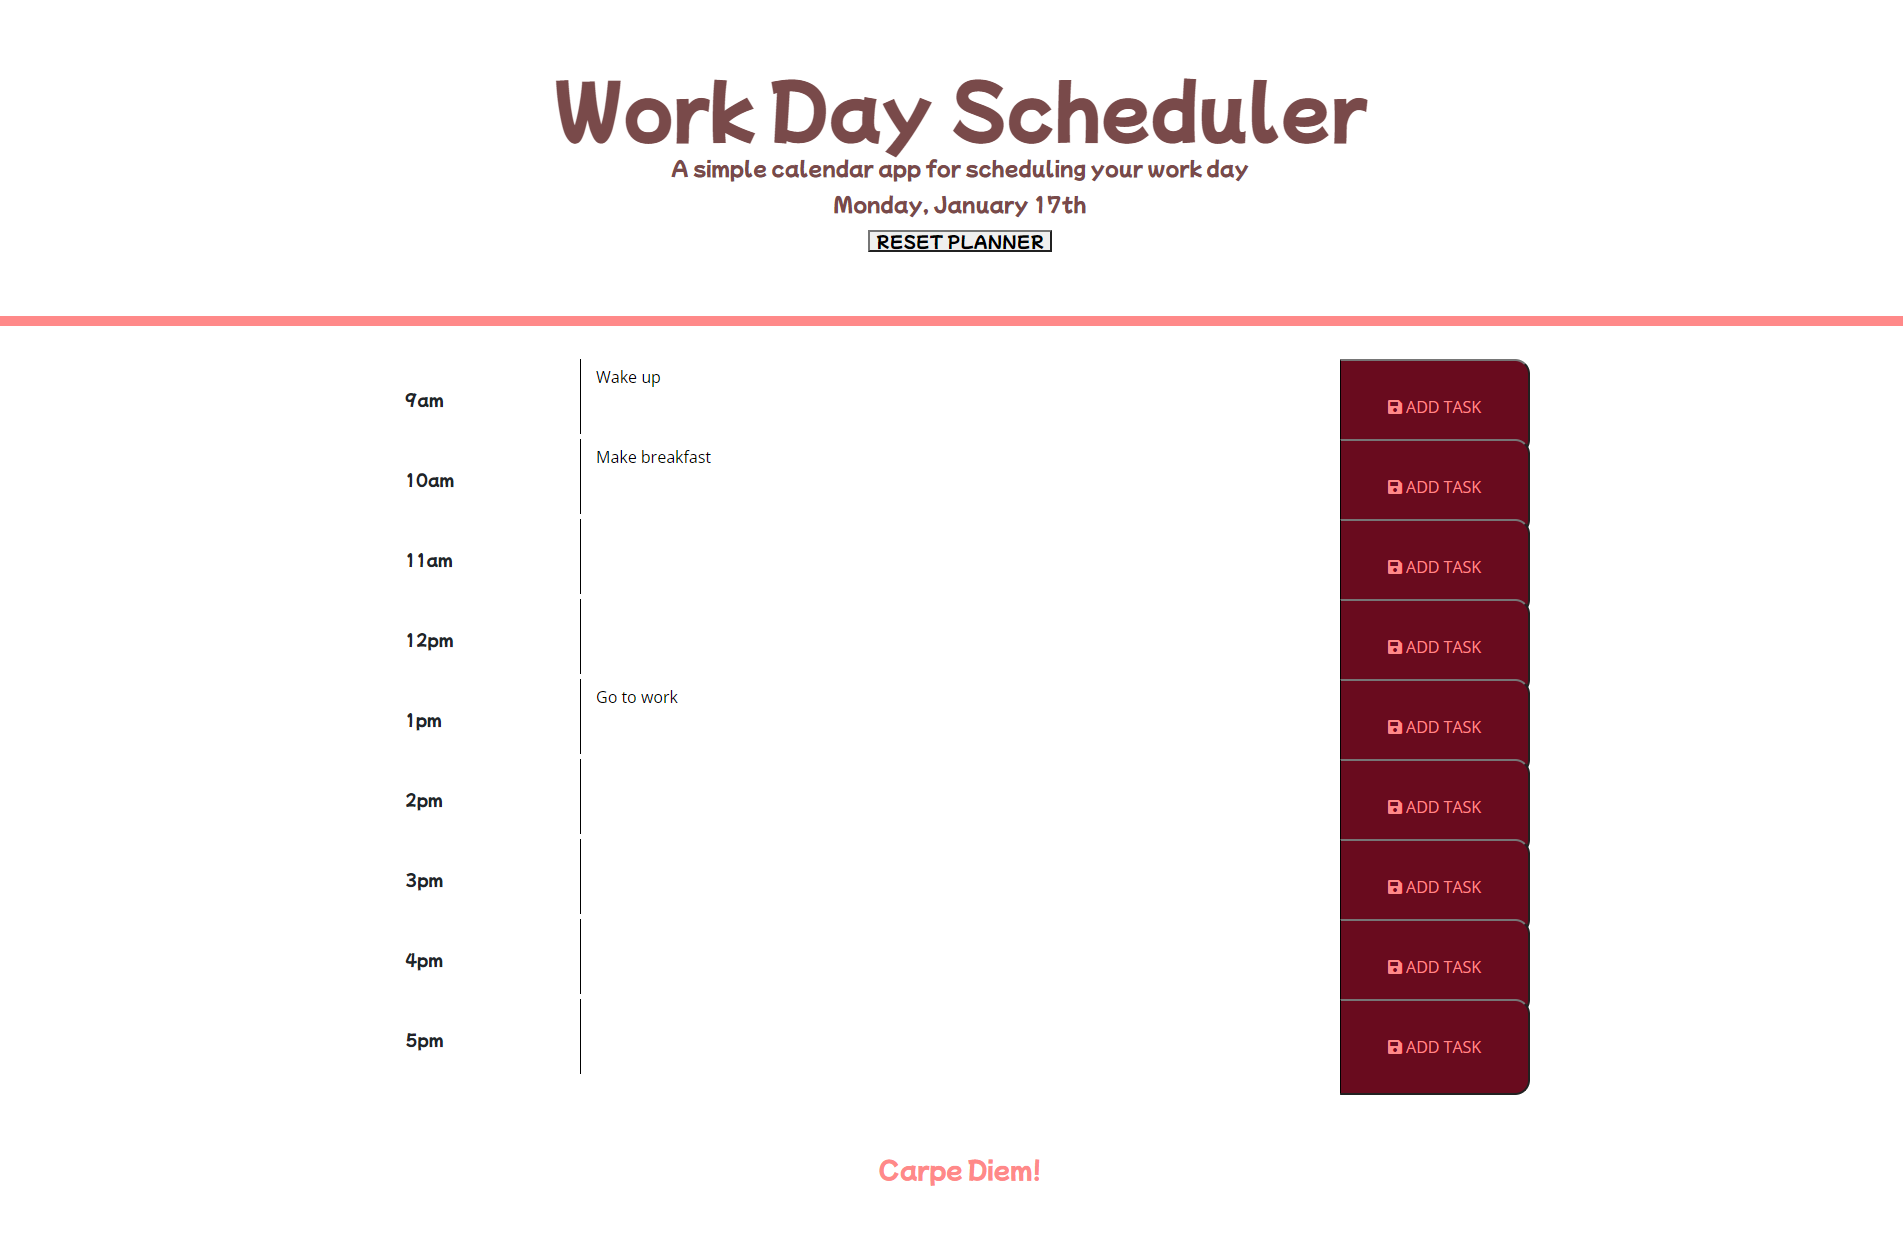 Work Day Scheduler
A simple calendar app for scheduling your work day
Monday, January 17th
RESET PLANNER
9am Wake up ADD TASK
10am Make breakfast ADD TASK
11am ADD TASK
12pm ADD TASK
1pm Go to work ADD TASK
2pm ADD TASK
3pm ADD TASK
4pm ADD TASK
5pm ADD TASK
Carpe Diem!